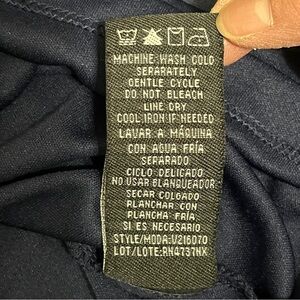 MACHINE WASH COLD
SEPARATELY
GENTLE CYCLE
DO NOT BLEACH
LINE DRY
COOL IRON IF NEEDED
LAVAR A MAQUINA
CON AGUA FRÍA
SEPARADO
CICLO DELICADO
NO USAR BLANQUEADOR
SECAR COLGADO
PLANCHAR CON
PLANCHA FRÍA
SI ES NECESARIO
STYLE/MODA:V216070
LOT/LOTE:RN4737NX